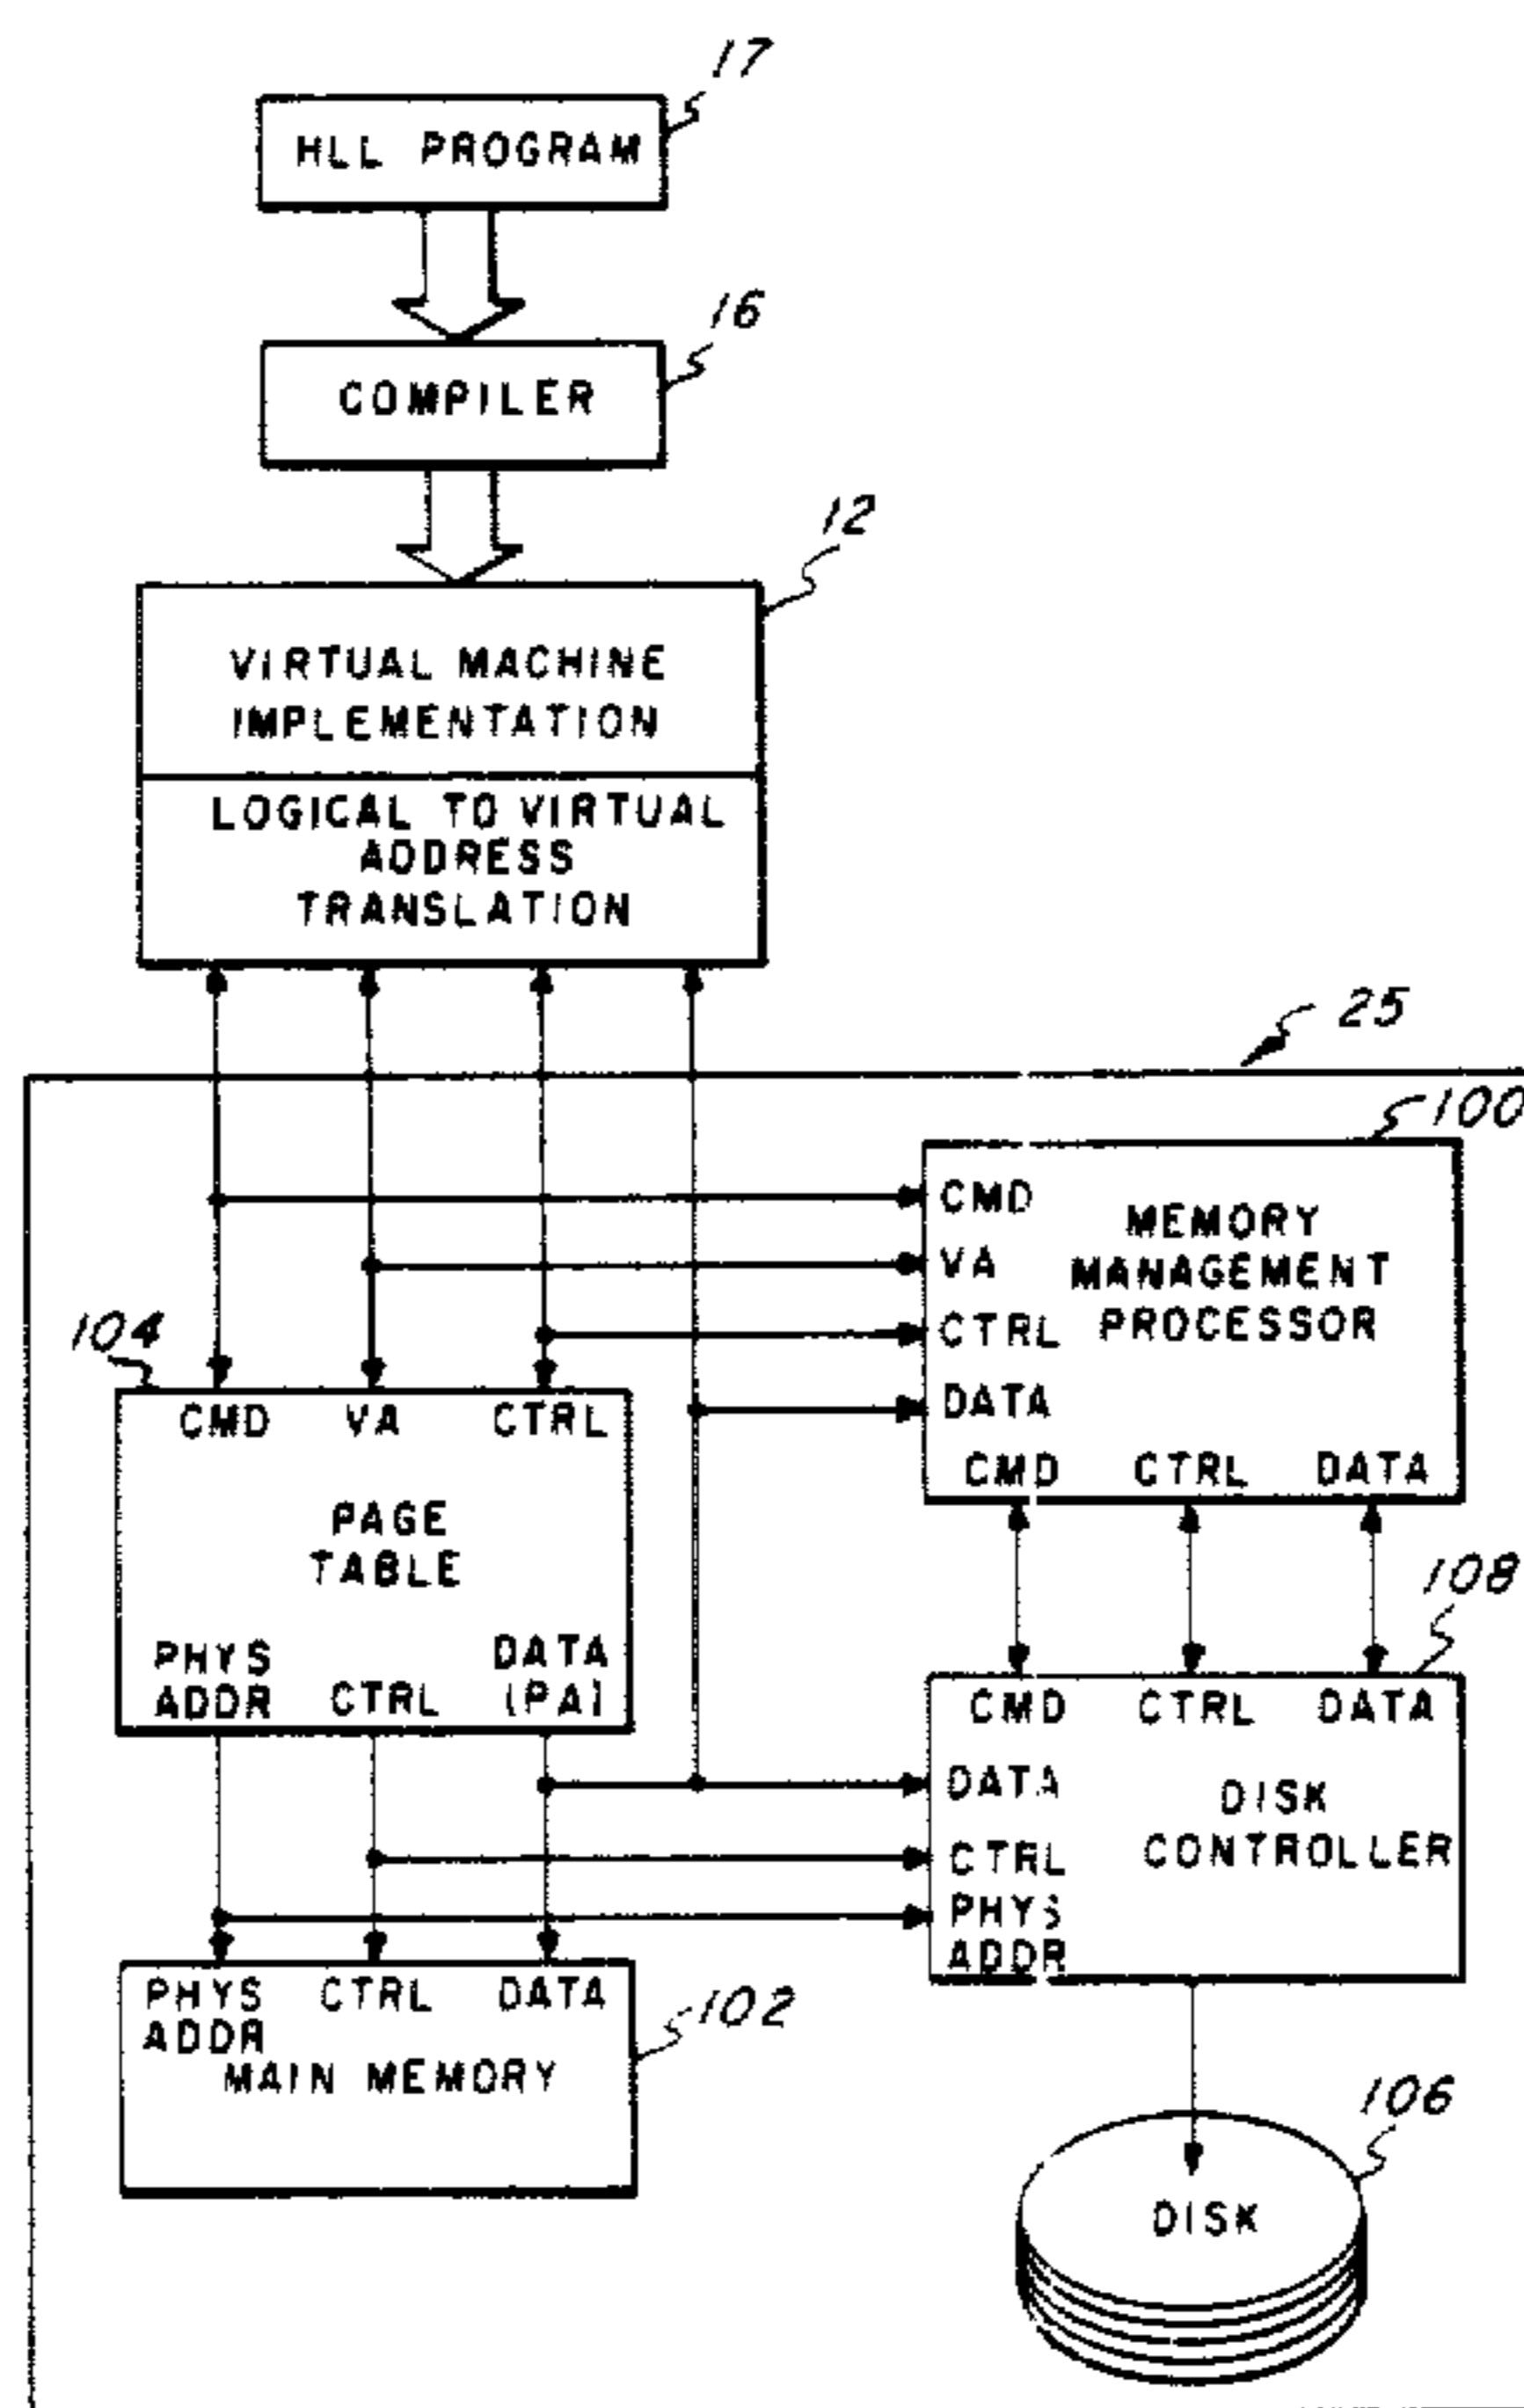 17
HLL PROGRAM
16
COMPILER
12
VIRTUAL MACHINE
IMPLEMENTATION
LOGICAL TO VIRTUAL
ADDRESS
TRANSLATION
25
100
CMD
VA
CTRL
DATA
MEMORY
MANAGEMENT
PROCESSOR
CMD CTRL DATA
104
CMD VA CTRL
PAGE
TABLE
PHYS
ADDR
CTRL
DATA
(PA)
108
CMD CTRL DATA
DATA
CTRL
PHYS
ADDR
DISK
CONTROLLER
102
PHYS
ADDR
CTRL DATA
MAIN MEMORY
106
DISK